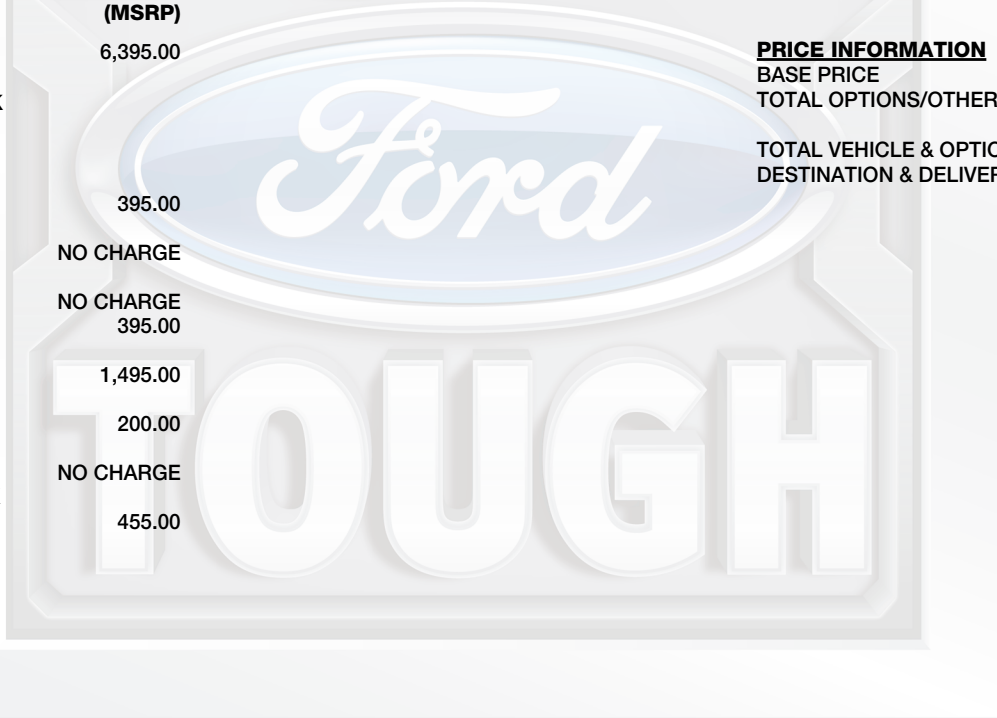 (MSRP)
6,395.00
395.00
NO CHARGE
NO CHARGE
395.00
1,495.00
200.00
NO CHARGE
455.00
PRICE INFORMATION
BASE PRICE
TOTAL OPTIONS/OTHER
TOTAL VEHICLE & OPTIO
DESTINATION & DELIVER
Ford
TOUGH